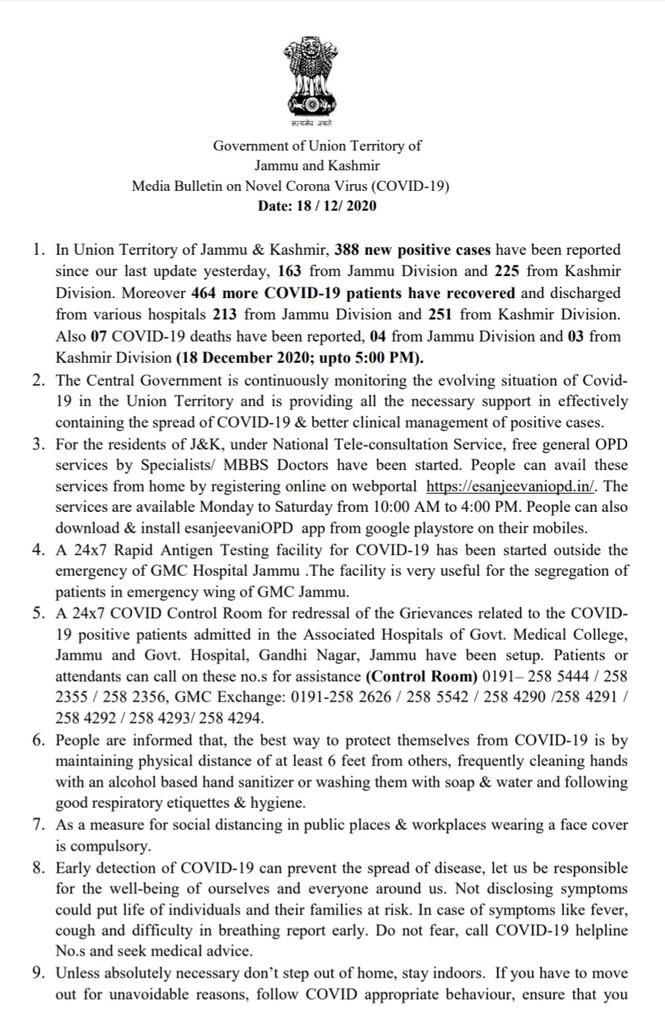 सत्यमेव जयते
Government of Union Territory of
Jammu and Kashmir
Media Bulletin on Novel Corona Virus (COVID-19)
Date: 18 / 12/ 2020
1. In Union Territory of Jammu & Kashmir, 388 new positive cases have been reported
since our last update yesterday, 163 from Jammu Division and 225 from Kashmir
Division. Moreover 464 more COVID-19 patients have recovered and discharged
from various hospitals 213 from Jammu Division and 251 from Kashmir Division.
Also 07 COVID-19 deaths have been reported, 04 from Jammu Division and 03 from
Kashmir Division (18 December 2020; upto 5:00 PM).
2. The Central Government is continuously monitoring the evolving situation of Covid-
19 in the Union Territory and is providing all the necessary support in effectively
containing the spread of COVID-19 & better clinical management of positive cases.
3. For the residents of J&K, under National Tele-consultation Service, free general OPD
services by Specialists/ MBBS Doctors have been started. People can avail these
services from home by registering online on webportal https://esanjeevaniopd.in/. The
services are available Monday to Saturday from 10:00 AM to 4:00 PM. People can also
download & install esanjeevaniOPD app from google playstore on their mobiles.
4. A 24x7 Rapid Antigen Testing facility for COVID-19 has been started outside the
emergency of GMC Hospital Jammu .The facility is very useful for the segregation of
patients in emergency wing of GMC Jammu.
5. A 24x7 COVID Control Room for redressal of the Grievances related to the COVID-
19 positive patients admitted in the Associated Hospitals of Govt. Medical College,
Jammu and Govt. Hospital, Gandhi Nagar, Jammu have been setup. Patients or
attendants can call on these no.s for assistance (Control Room) 0191– 258 5444 / 258
2355 / 258 2356, GMC Exchange: 0191-258 2626 / 258 5542 / 258 4290 /258 4291 /
258 4292 / 258 4293/ 258 4294.
6. People are informed that, the best way to protect themselves from COVID-19 is by
maintaining physical distance of at least 6 feet from others, frequently cleaning hands
with an alcohol based hand sanitizer or washing them with soap & water and following
good respiratory etiquettes & hygiene.
7. As a measure for social distancing in public places & workplaces wearing a face cover
is compulsory.
8. Early detection of COVID-19 can prevent the spread of disease, let us be responsible
for the well-being of ourselves and everyone around us. Not disclosing symptoms
could put life of individuals and their families at risk. In case of symptoms like fever,
cough and difficulty in breathing report early. Do not fear, call COVID-19 helpline
No.s and seek medical advice.
9. Unless absolutely necessary don’t step out of home, stay indoors. If you have to move
out for unavoidable reasons, follow COVID appropriate behaviour, ensure that you